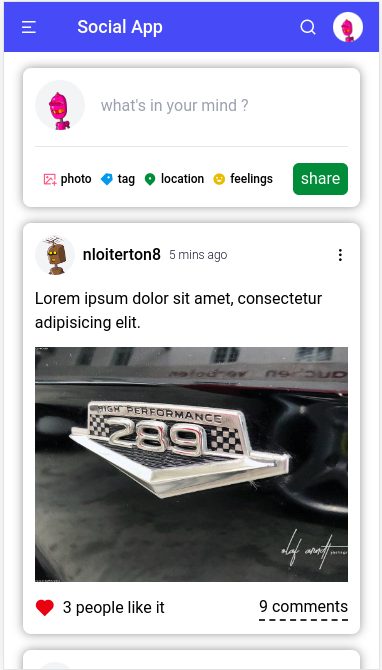 Social App
what's in your mind ?
photo tag location feelings share
nloiterton8 5 mins ago
Lorem ipsum dolor sit amet, consectetur
adipisicing elit.
HIGH PERFORMANCE
289
olaf arndt
3 people like it 9 comments